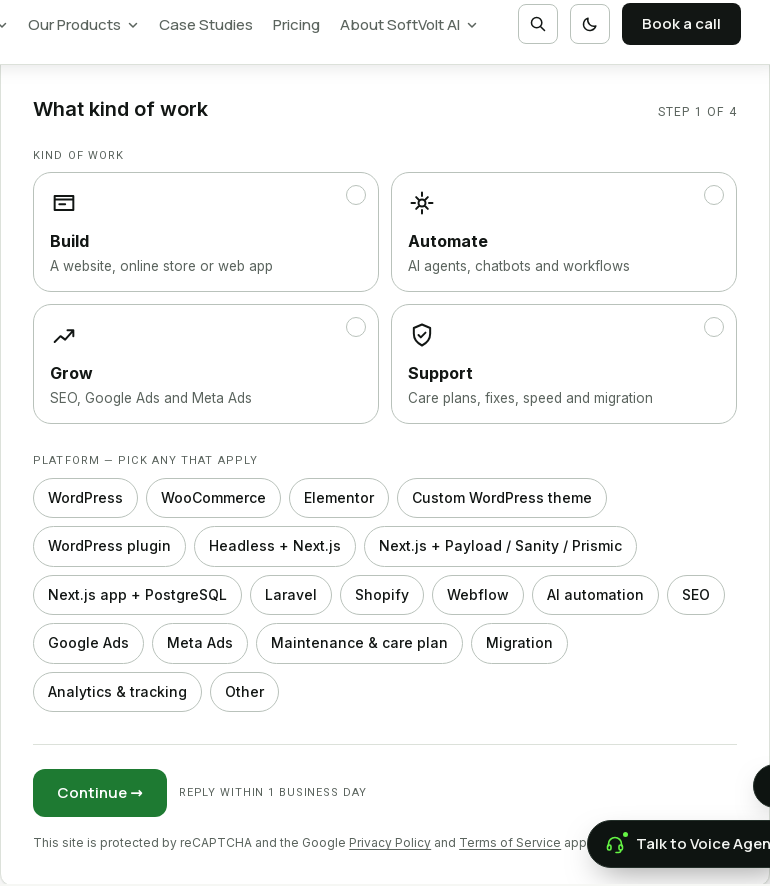 Our Products Case Studies Pricing About SoftVolt AI Book a call
What kind of work STEP 1 OF 4
KIND OF WORK
Build
A website, online store or web app
Automate
AI agents, chatbots and workflows
Grow
SEO, Google Ads and Meta Ads
Support
Care plans, fixes, speed and migration
PLATFORM — PICK ANY THAT APPLY
WordPress WooCommerce Elementor Custom WordPress theme
WordPress plugin Headless + Next.js Next.js + Payload / Sanity / Prismic
Next.js app + PostgreSQL Laravel Shopify Webflow AI automation SEO
Google Ads Meta Ads Maintenance & care plan Migration
Analytics & tracking Other
Continue → REPLY WITHIN 1 BUSINESS DAY
This site is protected by reCAPTCHA and the Google Privacy Policy and Terms of Service app
Talk to Voice Agen